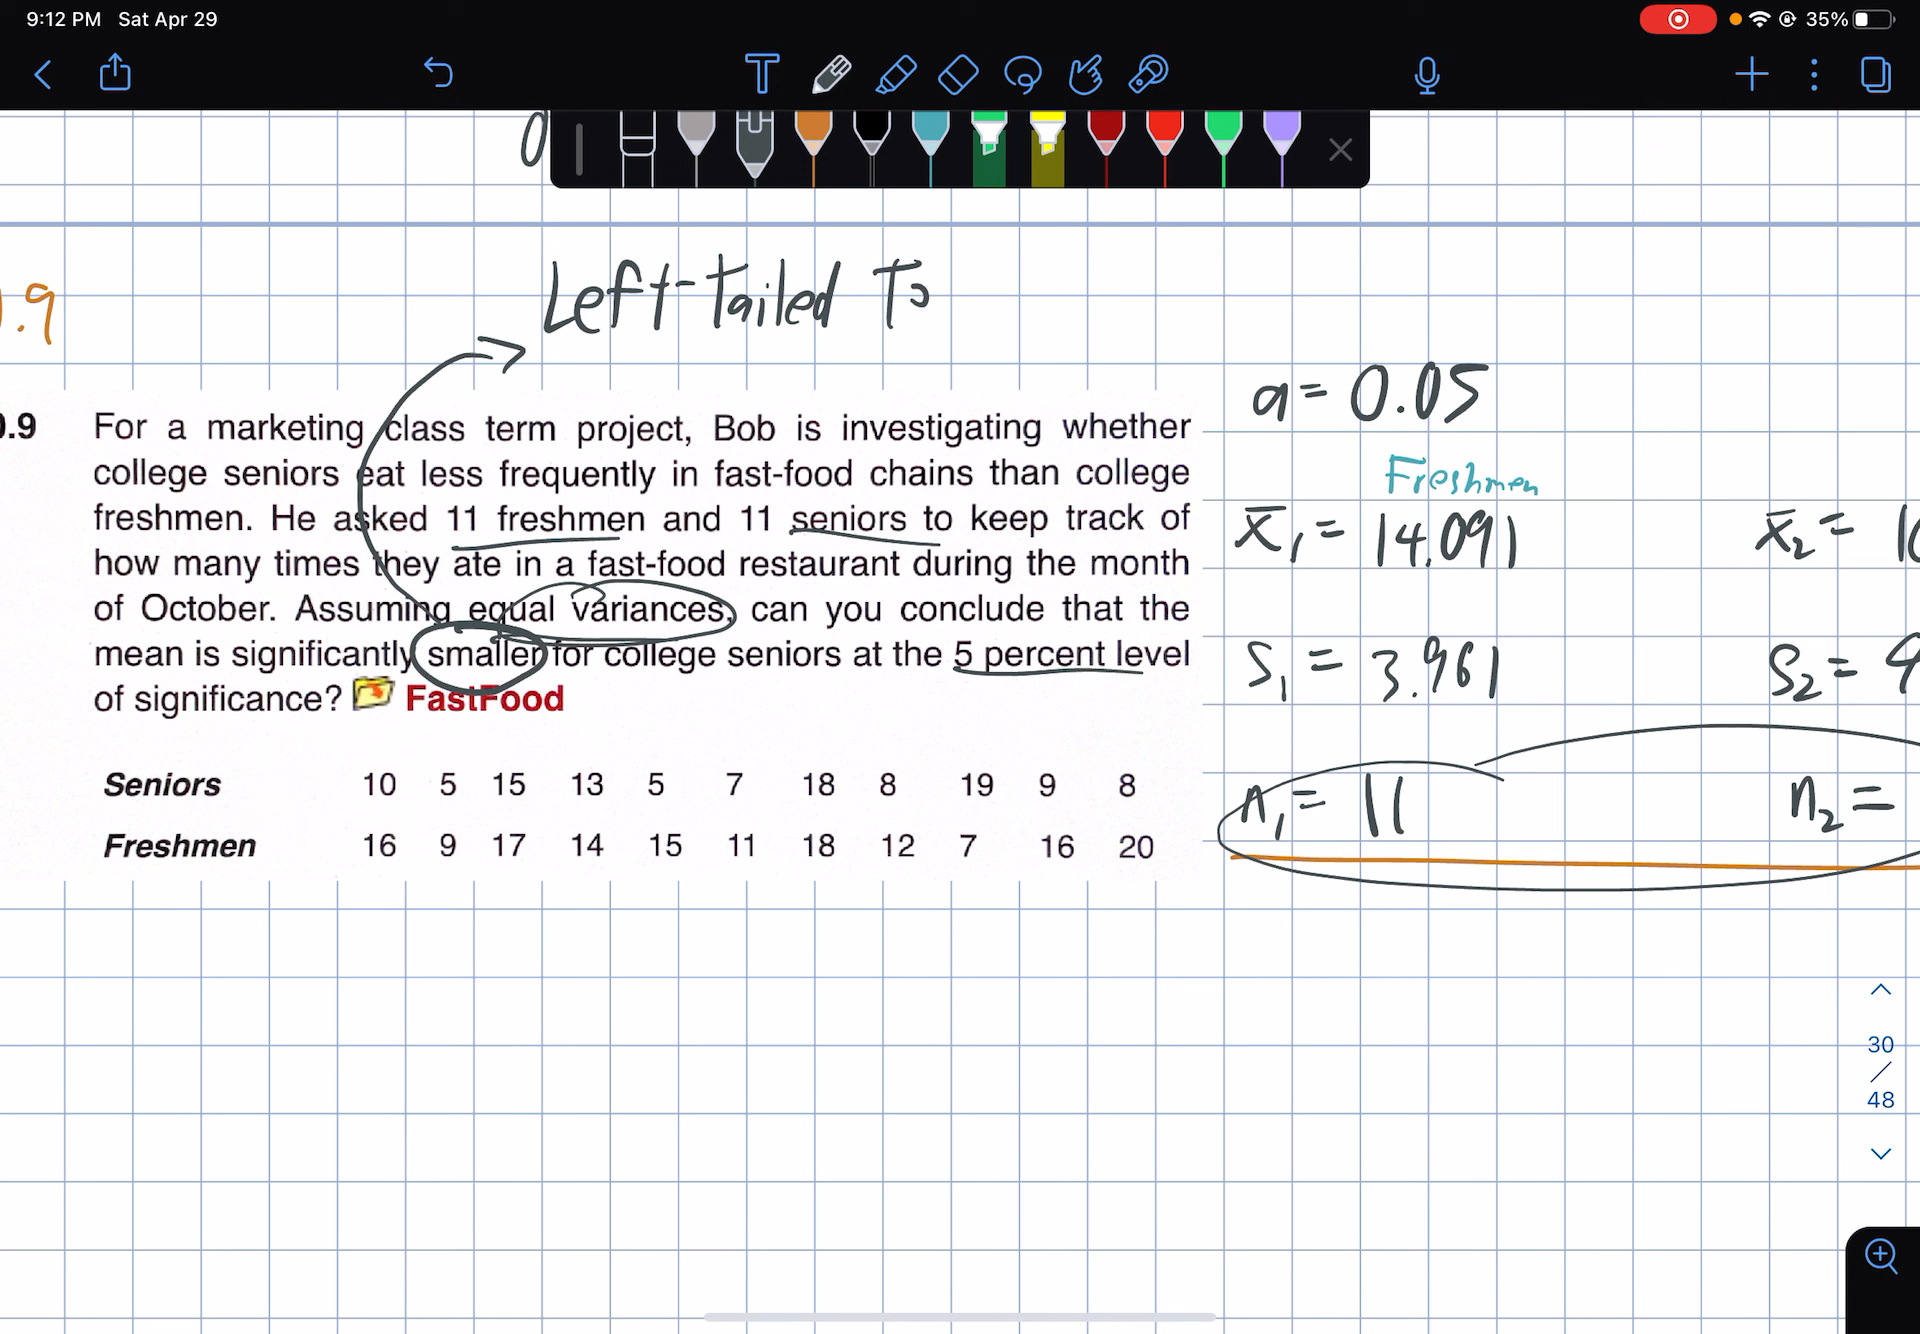 9:12 PM Sat Apr 29
35%
T
Left-Tailed T
.9
a = 0.05
.9 For a marketing class term project, Bob is investigating whether
college seniors eat less frequently in fast-food chains than college
freshmen. He asked 11 freshmen and 11 seniors to keep track of
how many times they ate in a fast-food restaurant during the month
of October. Assuming equal variances, can you conclude that the
mean is significantly smaller for college seniors at the 5 percent level
of significance? FastFood
Seniors 10 5 15 13 5 7 18 8 19 9 8
Freshmen 16 9 17 14 15 11 18 12 7 16 20
Freshmen
x̄₁ = 14.091 x̄₂ =
S₁ = 3.961 S₂ =
n₁ = 11 n₂ =
30
/
48